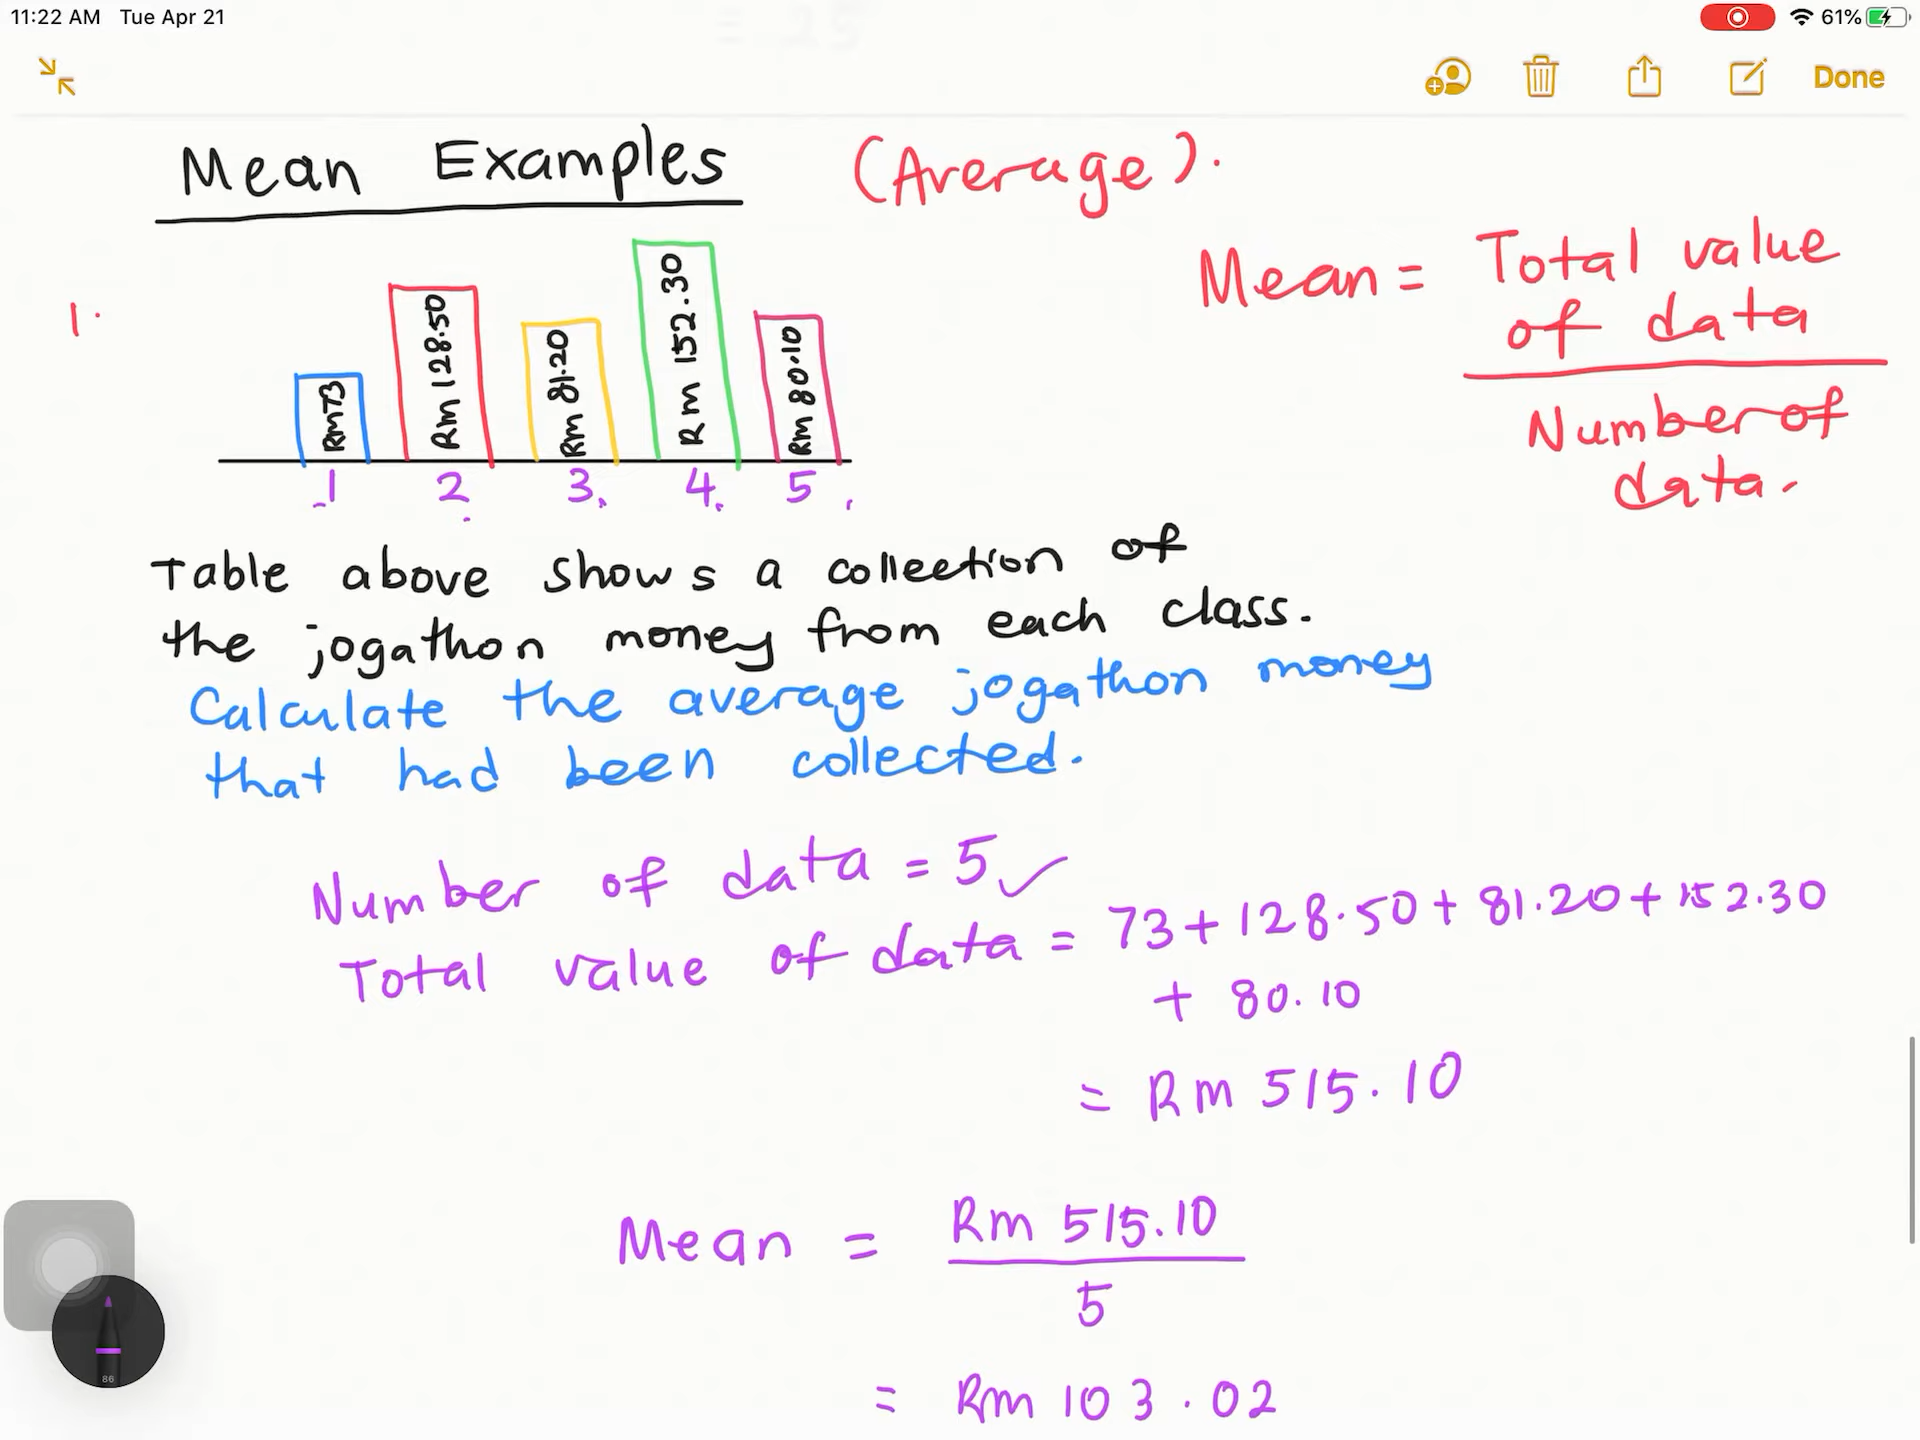 11:22 AM Tue Apr 21
61%
Done
Mean Examples (Average).
Mean = Total value
of data
Number of
data.
1.
Rm73
Rm 128.50
Rm 81.20
Rm 152.30
Rm 80.10
1 2 3. 4. 5
Table above shows a collection of
the jogathon money from each class.
Calculate the average jogathon money
that had been collected.
Number of data = 5 ✓
Total value of data = 73 + 128.50 + 81.20 + 152.30
+ 80.10
= Rm 515.10
Mean = Rm 515.10
5
= Rm 103.02
86